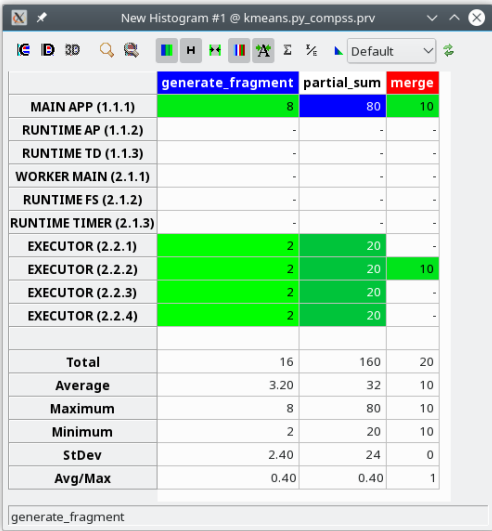 New Histogram #1 @ kmeans.py_compss.prv
3D Σ ½ Default
generate_fragment partial_sum merge
MAIN APP (1.1.1) 8 80 10
RUNTIME AP (1.1.2) - - -
RUNTIME TD (1.1.3) - - -
WORKER MAIN (2.1.1) - - -
RUNTIME FS (2.1.2) - - -
RUNTIME TIMER (2.1.3) - - -
EXECUTOR (2.2.1) 2 20 -
EXECUTOR (2.2.2) 2 20 10
EXECUTOR (2.2.3) 2 20 -
EXECUTOR (2.2.4) 2 20 -
Total 16 160 20
Average 3.20 32 10
Maximum 8 80 10
Minimum 2 20 10
StDev 2.40 24 0
Avg/Max 0.40 0.40 1
generate_fragment